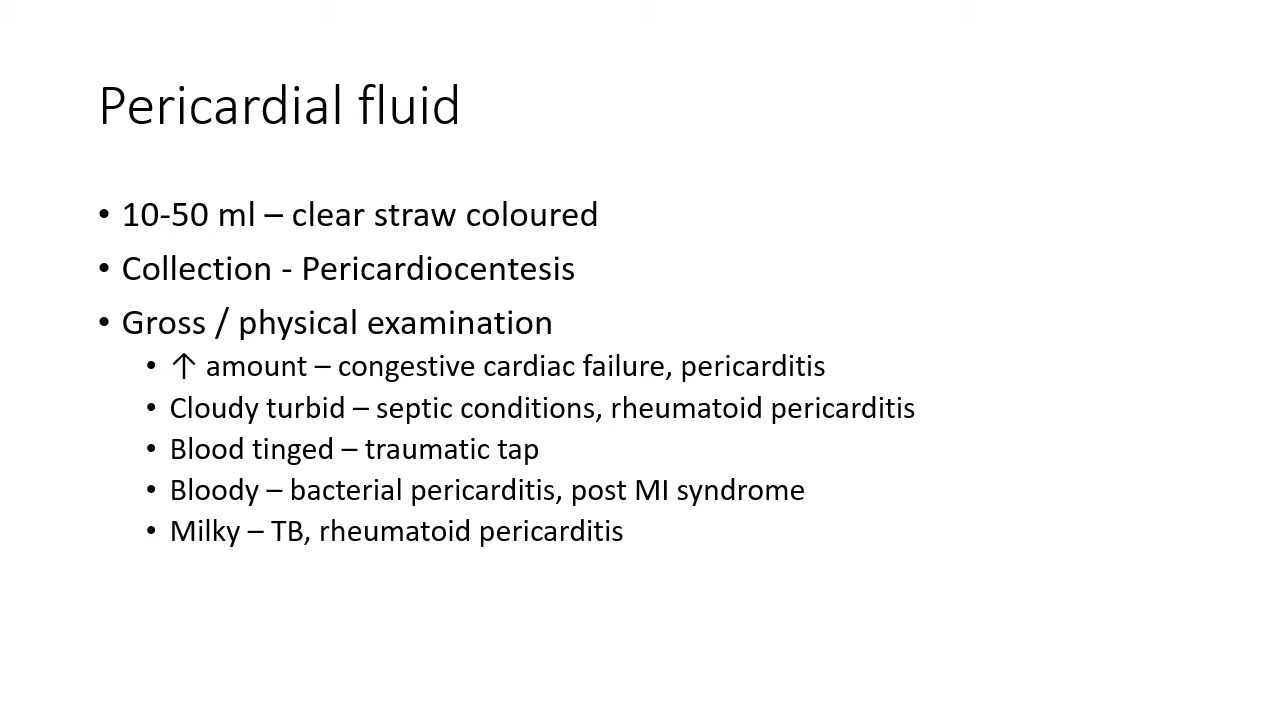 Pericardial fluid
• 10-50 ml – clear straw coloured
• Collection - Pericardiocentesis
• Gross / physical examination
• ↑ amount – congestive cardiac failure, pericarditis
• Cloudy turbid – septic conditions, rheumatoid pericarditis
• Blood tinged – traumatic tap
• Bloody – bacterial pericarditis, post MI syndrome
• Milky – TB, rheumatoid pericarditis